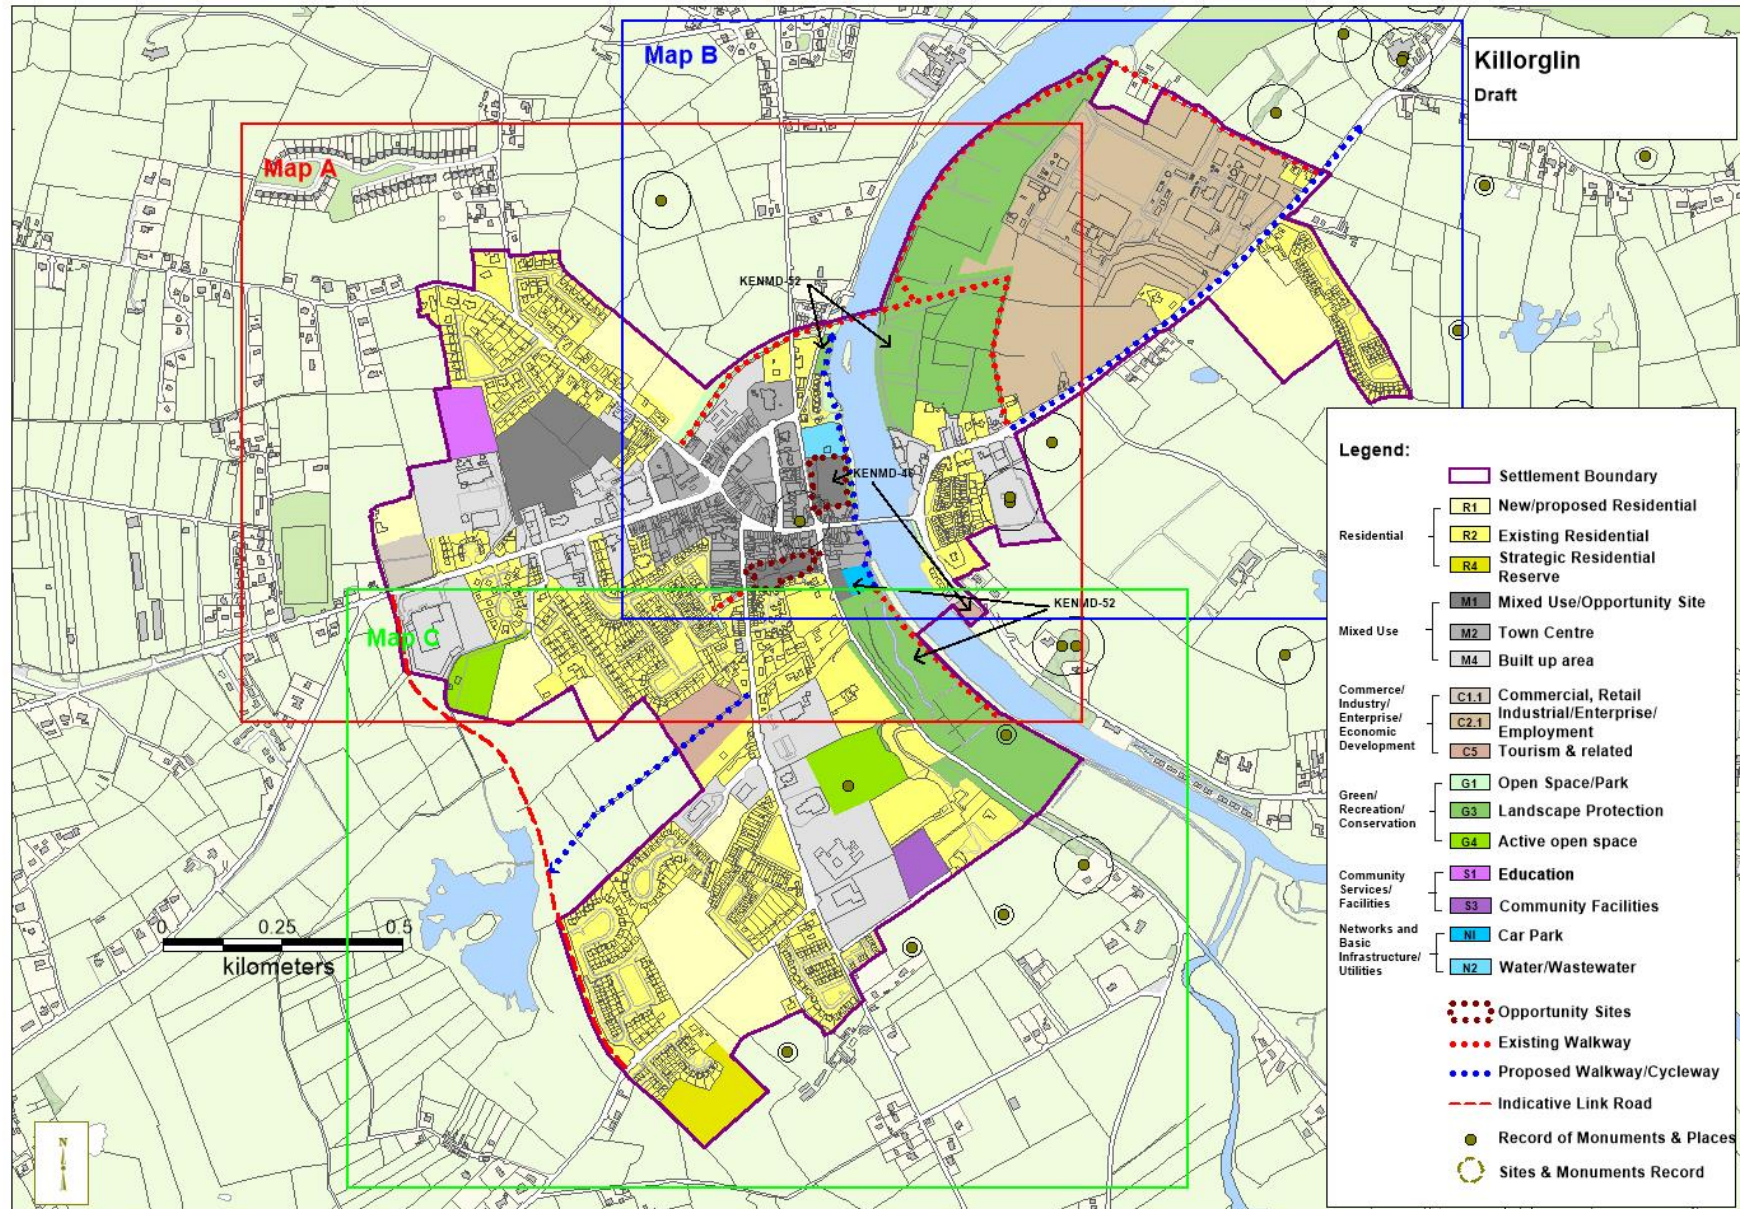 Map B
Killorglin
Draft
Map A
KENMD-52
KENMD-46
KENMD-52
Map C
0 0.25 0.5
kilometers
N
Legend:
Settlement Boundary
Residential
R1 New/proposed Residential
R2 Existing Residential
R4 Strategic Residential
Reserve
Mixed Use
M1 Mixed Use/Opportunity Site
M2 Town Centre
M4 Built up area
Commerce/
Industry/
Enterprise/
Economic
Development
C1.1 Commercial, Retail
C2.1 Industrial/Enterprise/
Employment
C5 Tourism & related
Green/
Recreation/
Conservation
G1 Open Space/Park
G3 Landscape Protection
G4 Active open space
Community
Services/
Facilities
S1 Education
S3 Community Facilities
Networks and
Basic
Infrastructure/
Utilities
N1 Car Park
N2 Water/Wastewater
Opportunity Sites
Existing Walkway
Proposed Walkway/Cycleway
Indicative Link Road
Record of Monuments & Places
Sites & Monuments Record